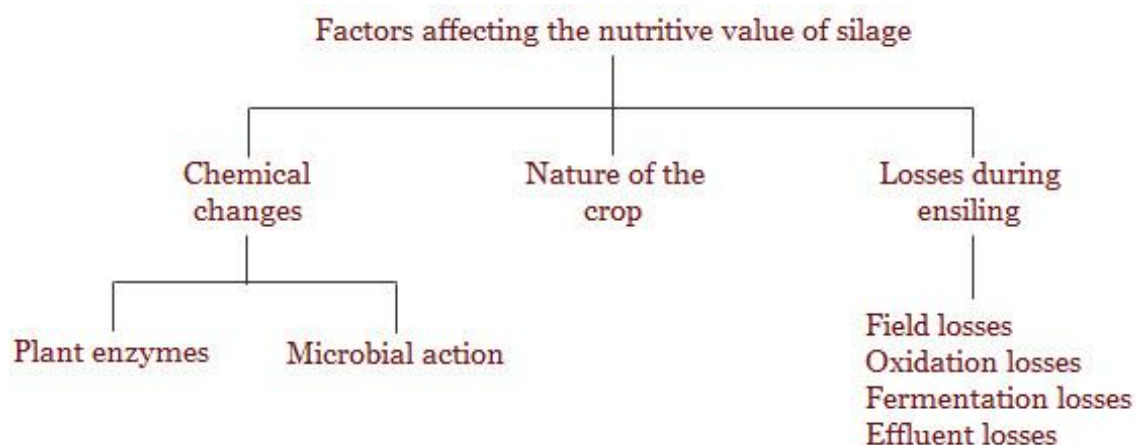 Factors affecting the nutritive value of silage
Chemical
changes
Nature of the
crop
Losses during
ensiling
Plant enzymes
Microbial action
Field losses
Oxidation losses
Fermentation losses
Effluent losses